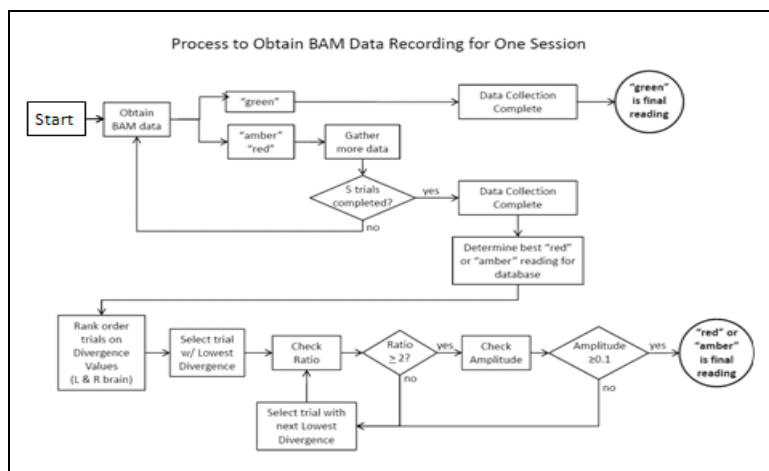 Process to Obtain BAM Data Recording for One Session
Start
Obtain
BAM data
"green"
Data Collection
Complete
"green"
is final
reading
"amber"
"red"
Gather
more data
5 trials
completed?
yes
no
Data Collection
Complete
Determine best "red"
or "amber" reading for
database
Rank order
trials on
Divergence
Values
(L & R brain)
Select trial
w/ Lowest
Divergence
Check
Ratio
Ratio
≥ 2?
yes
no
Check
Amplitude
Amplitude
≥0.1
yes
no
"red" or
"amber"
is final
reading
Select trial with
next Lowest
Divergence